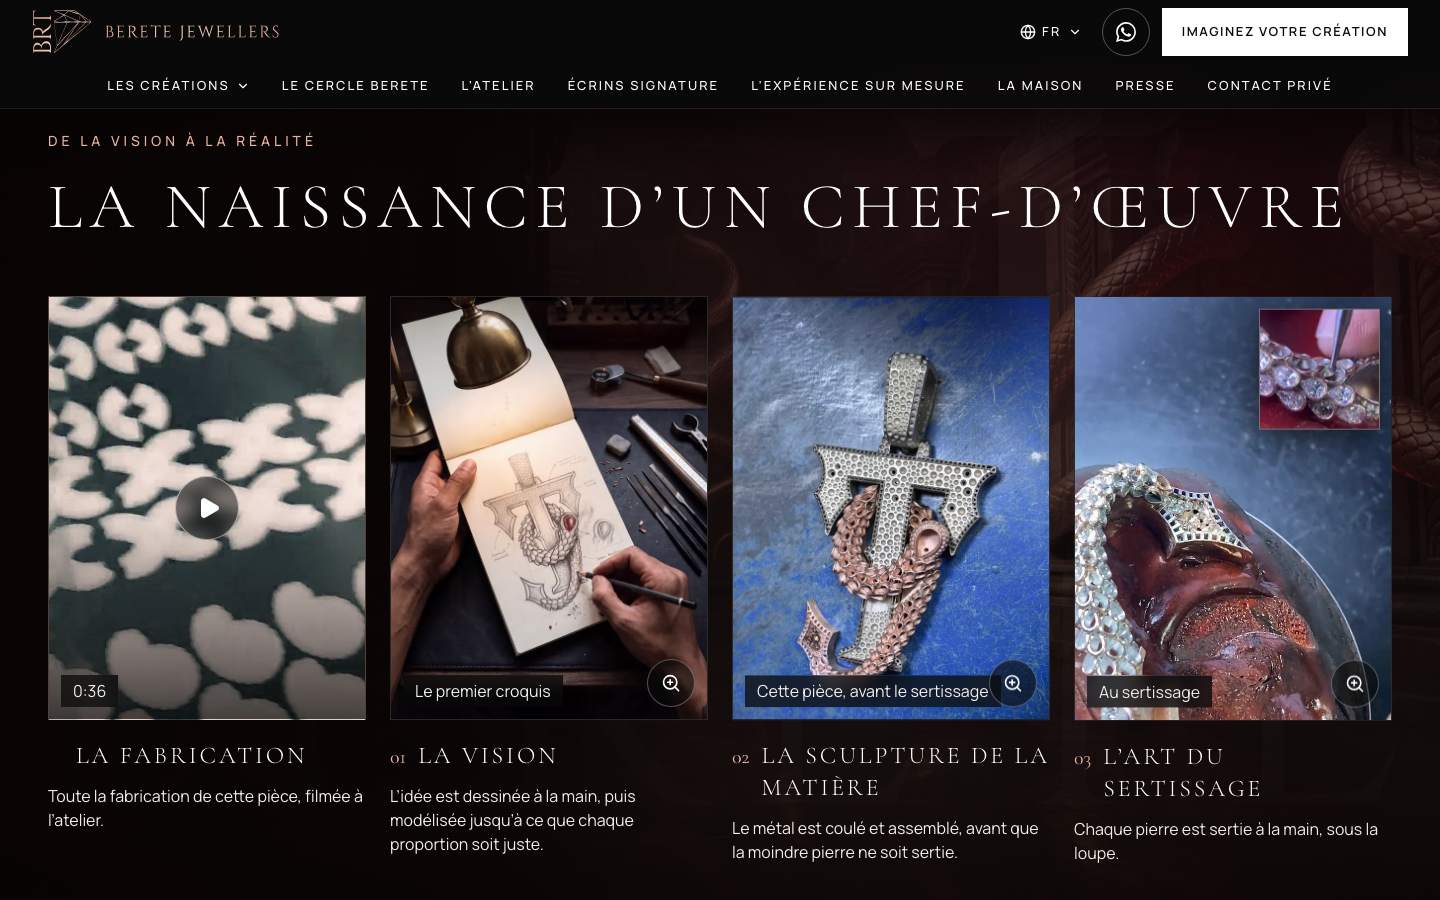 BRT
BERETE JEWELLERS
FR
IMAGINEZ VOTRE CRÉATION
LES CRÉATIONS
LE CERCLE BERETE
L'ATELIER
ÉCRINS SIGNATURE
L'EXPÉRIENCE SUR MESURE
LA MAISON
PRESSE
CONTACT PRIVÉ
DE LA VISION À LA RÉALITÉ
LA NAISSANCE D’UN CHEF-D’ŒUVRE
0:36
LA FABRICATION
Toute la fabrication de cette pièce, filmée à
l’atelier.
Le premier croquis
01 LA VISION
L’idée est dessinée à la main, puis
modélisée jusqu’à ce que chaque
proportion soit juste.
Cette pièce, avant le sertissage
02 LA SCULPTURE DE LA
MATIÈRE
Le métal est coulé et assemblé, avant que
la moindre pierre ne soit sertie.
Au sertissage
03 L’ART DU
SERTISSAGE
Chaque pierre est sertie à la main, sous la
loupe.